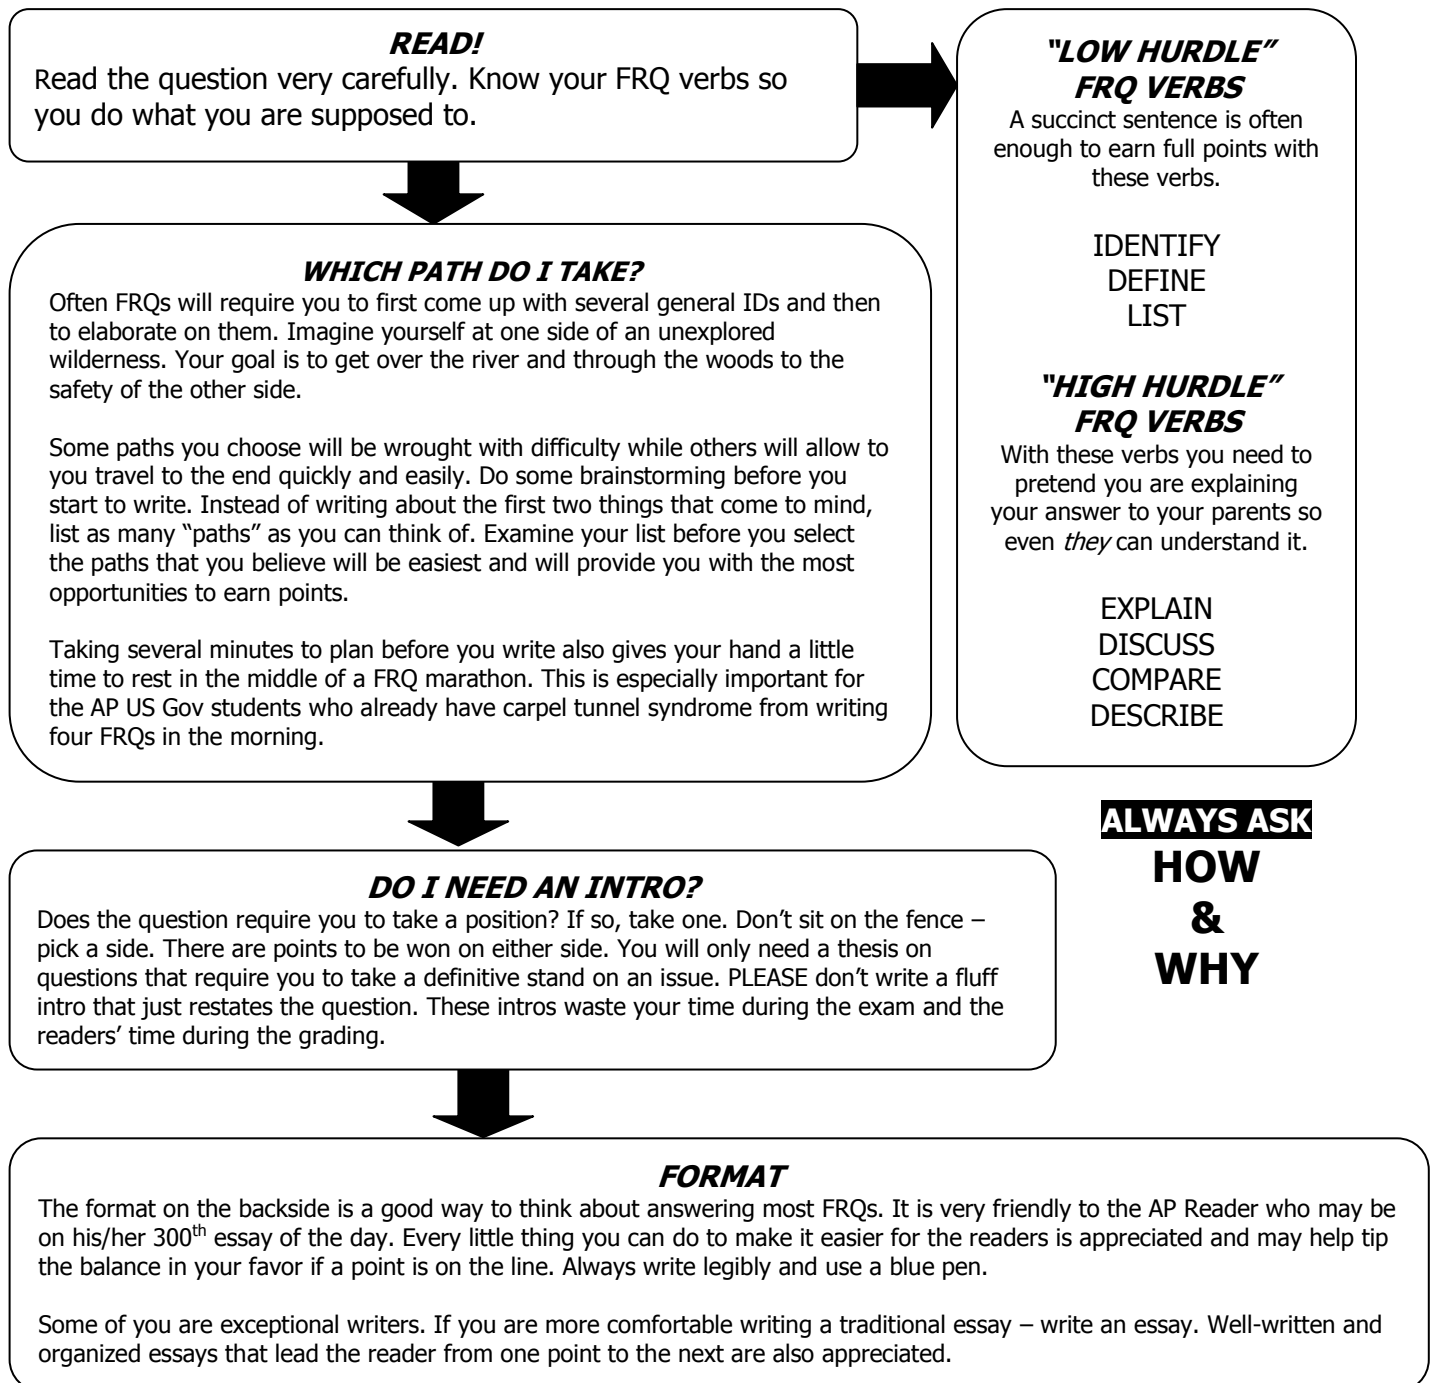 READ!
Read the question very carefully. Know your FRQ verbs so
you do what you are supposed to.
"LOW HURDLE"
FRQ VERBS
A succinct sentence is often
enough to earn full points with
these verbs.
IDENTIFY
DEFINE
LIST
"HIGH HURDLE"
FRQ VERBS
With these verbs you need to
pretend you are explaining
your answer to your parents so
even they can understand it.
EXPLAIN
DISCUSS
COMPARE
DESCRIBE
WHICH PATH DO I TAKE?
Often FRQs will require you to first come up with several general IDs and then
to elaborate on them. Imagine yourself at one side of an unexplored
wilderness. Your goal is to get over the river and through the woods to the
safety of the other side.
Some paths you choose will be wrought with difficulty while others will allow to
you travel to the end quickly and easily. Do some brainstorming before you
start to write. Instead of writing about the first two things that come to mind,
list as many “paths” as you can think of. Examine your list before you select
the paths that you believe will be easiest and will provide you with the most
opportunities to earn points.
Taking several minutes to plan before you write also gives your hand a little
time to rest in the middle of a FRQ marathon. This is especially important for
the AP US Gov students who already have carpel tunnel syndrome from writing
four FRQs in the morning.
ALWAYS ASK
HOW
&
WHY
DO I NEED AN INTRO?
Does the question require you to take a position? If so, take one. Don’t sit on the fence –
pick a side. There are points to be won on either side. You will only need a thesis on
questions that require you to take a definitive stand on an issue. PLEASE don’t write a fluff
intro that just restates the question. These intros waste your time during the exam and the
readers’ time during the grading.
FORMAT
The format on the backside is a good way to think about answering most FRQs. It is very friendly to the AP Reader who may be
on his/her 300th essay of the day. Every little thing you can do to make it easier for the readers is appreciated and may help tip
the balance in your favor if a point is on the line. Always write legibly and use a blue pen.
Some of you are exceptional writers. If you are more comfortable writing a traditional essay – write an essay. Well-written and
organized essays that lead the reader from one point to the next are also appreciated.